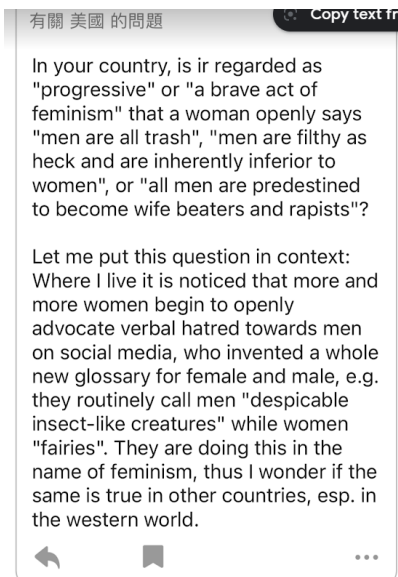 有關 美國 的問題
Copy text fr
In your country, is ir regarded as
"progressive" or "a brave act of
feminism" that a woman openly says
"men are all trash", "men are filthy as
heck and are inherently inferior to
women", or "all men are predestined
to become wife beaters and rapists"?
Let me put this question in context:
Where I live it is noticed that more and
more women begin to openly
advocate verbal hatred towards men
on social media, who invented a whole
new glossary for female and male, e.g.
they routinely call men "despicable
insect-like creatures" while women
"fairies". They are doing this in the
name of feminism, thus I wonder if the
same is true in other countries, esp. in
the western world.